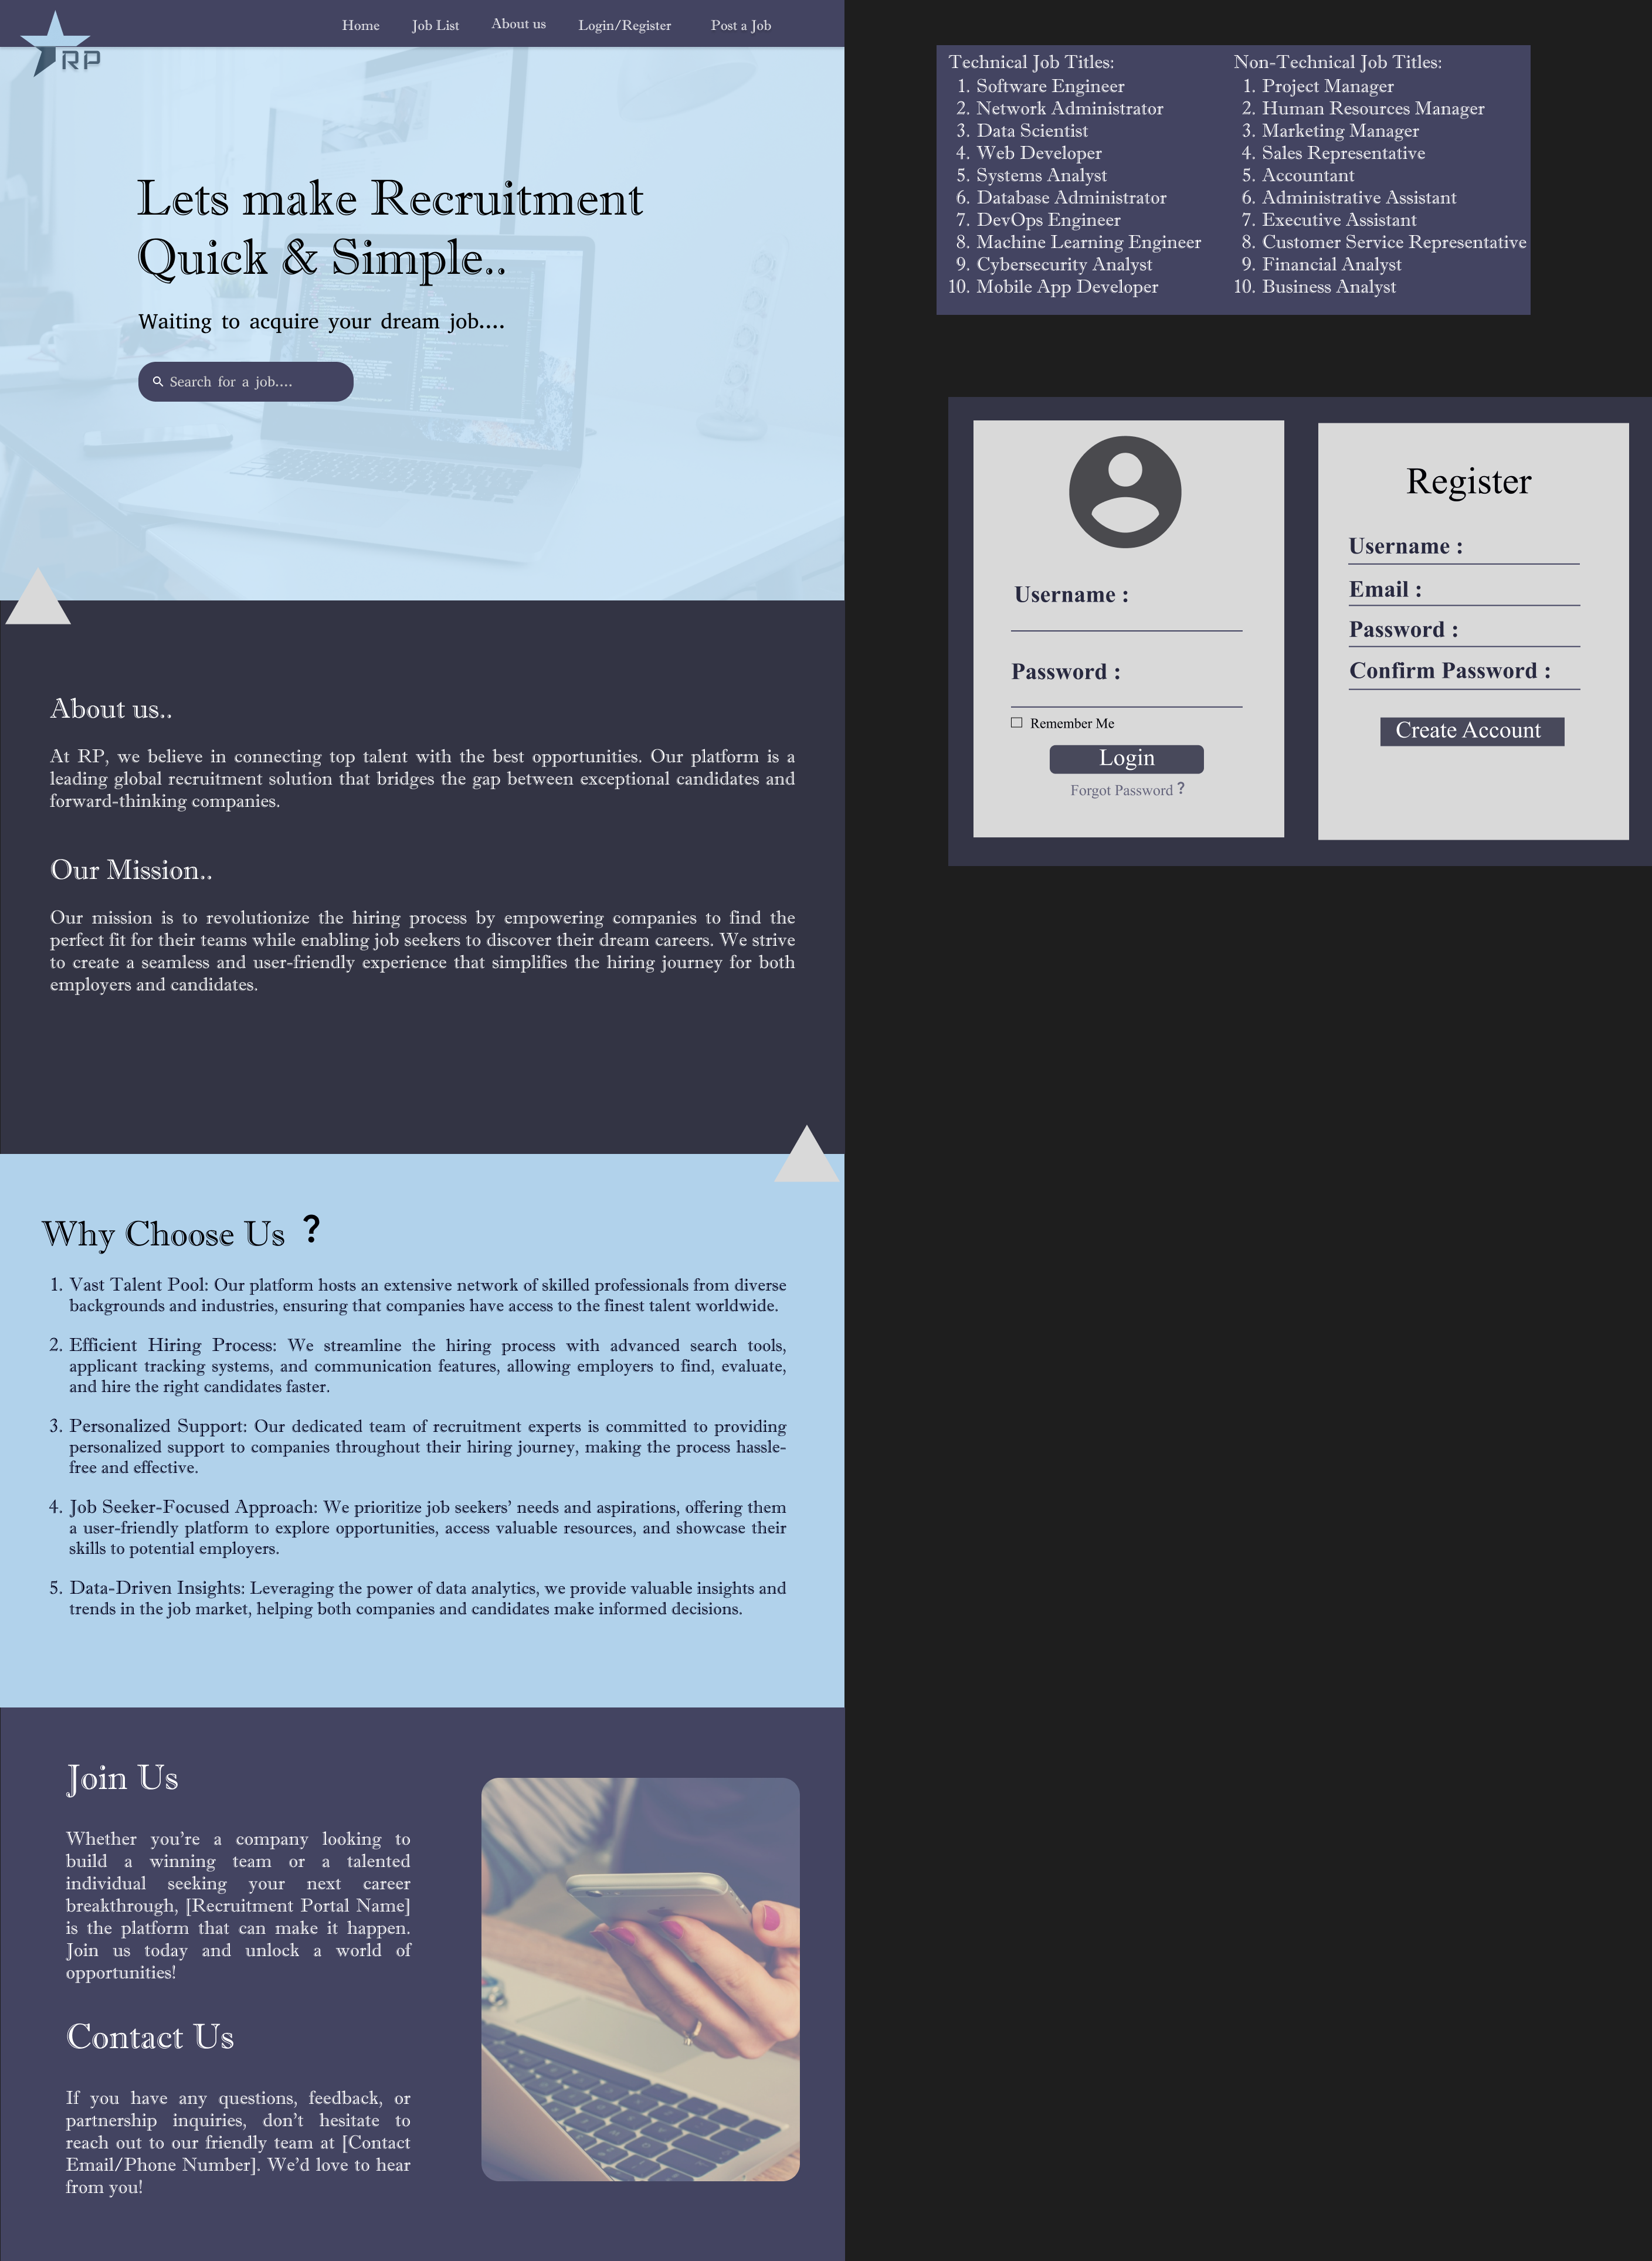 Home Job List About us Login/Register Post a Job
RP
Lets make Recruitment
Quick & Simple..
Waiting to acquire your dream job....
Search for a job....
About us..
At RP, we believe in connecting top talent with the best opportunities. Our platform is a
leading global recruitment solution that bridges the gap between exceptional candidates and
forward-thinking companies.
Our Mission..
Our mission is to revolutionize the hiring process by empowering companies to find the
perfect fit for their teams while enabling job seekers to discover their dream careers. We strive
to create a seamless and user-friendly experience that simplifies the hiring journey for both
employers and candidates.
Why Choose Us ?
1. Vast Talent Pool: Our platform hosts an extensive network of skilled professionals from diverse
backgrounds and industries, ensuring that companies have access to the finest talent worldwide.
2. Efficient Hiring Process: We streamline the hiring process with advanced search tools,
applicant tracking systems, and communication features, allowing employers to find, evaluate,
and hire the right candidates faster.
3. Personalized Support: Our dedicated team of recruitment experts is committed to providing
personalized support to companies throughout their hiring journey, making the process hassle-
free and effective.
4. Job Seeker-Focused Approach: We prioritize job seekers’ needs and aspirations, offering them
a user-friendly platform to explore opportunities, access valuable resources, and showcase their
skills to potential employers.
5. Data-Driven Insights: Leveraging the power of data analytics, we provide valuable insights and
trends in the job market, helping both companies and candidates make informed decisions.
Join Us
Whether you’re a company looking to
build a winning team or a talented
individual seeking your next career
breakthrough, [Recruitment Portal Name]
is the platform that can make it happen.
Join us today and unlock a world of
opportunities!
Contact Us
If you have any questions, feedback, or
partnership inquiries, don’t hesitate to
reach out to our friendly team at [Contact
Email/Phone Number]. We’d love to hear
from you!
Technical Job Titles:
1. Software Engineer
2. Network Administrator
3. Data Scientist
4. Web Developer
5. Systems Analyst
6. Database Administrator
7. DevOps Engineer
8. Machine Learning Engineer
9. Cybersecurity Analyst
10. Mobile App Developer
Non-Technical Job Titles:
1. Project Manager
2. Human Resources Manager
3. Marketing Manager
4. Sales Representative
5. Accountant
6. Administrative Assistant
7. Executive Assistant
8. Customer Service Representative
9. Financial Analyst
10. Business Analyst
Username :
Password :
Remember Me
Login
Forgot Password ?
Register
Username :
Email :
Password :
Confirm Password :
Create Account